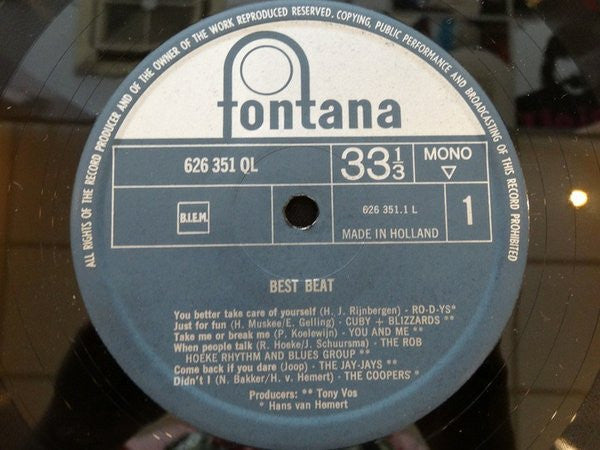 ALL RIGHTS OF THE RECORD PRODUCER AND OF THE OWNER OF THE WORK REPRODUCED RESERVED. COPYING, PUBLIC PERFORMANCE AND BROADCASTING OF THIS RECORD PROHIBITED
fontana
626 351 QL
33 1/3
MONO
B.I.E.M.
626 351.1 L
1
MADE IN HOLLAND
BEST BEAT
You better take care of yourself (H. J. Rijnbergen) - RO-D-YS*
Just for fun (H. Muskee/E. Gelling) - CUBY + BLIZZARDS **
Take me or break me (P. Koelewijn) - YOU AND ME **
When people talk (R. Hoeke/J. Schuursma) - THE ROB
HOEKE RHYTHM AND BLUES GROUP **
Come back if you dare (Joop) - THE JAY-JAYS **
Didn't I (N. Bakker/H. v. Hemert) - THE COOPERS *
Producers: ** Tony Vos
* Hans van Hemert